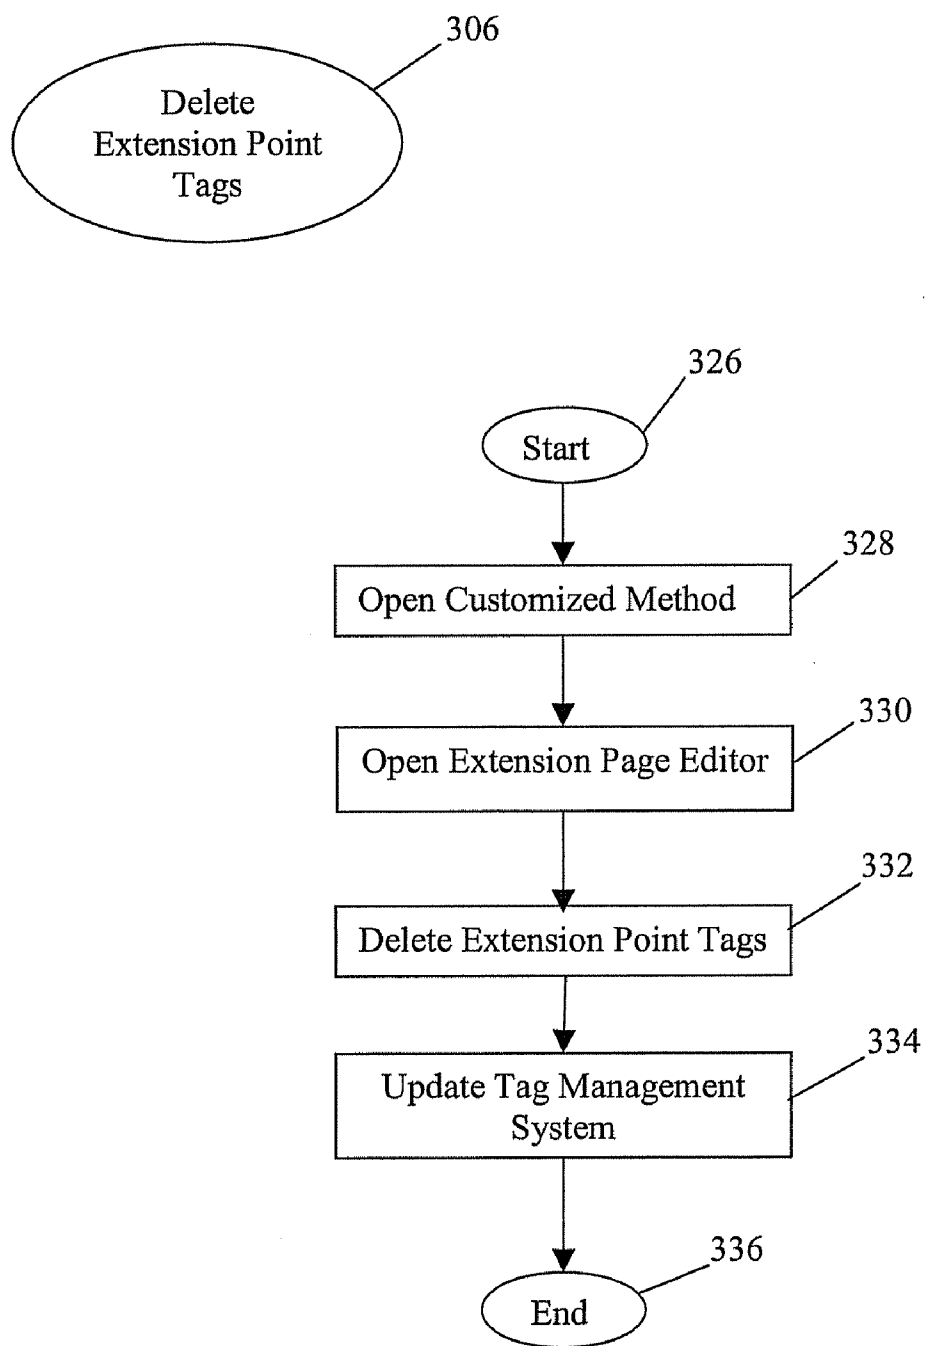 306
Delete
Extension Point
Tags
326
Start
328
Open Customized Method
330
Open Extension Page Editor
332
Delete Extension Point Tags
334
Update Tag Management
System
336
End